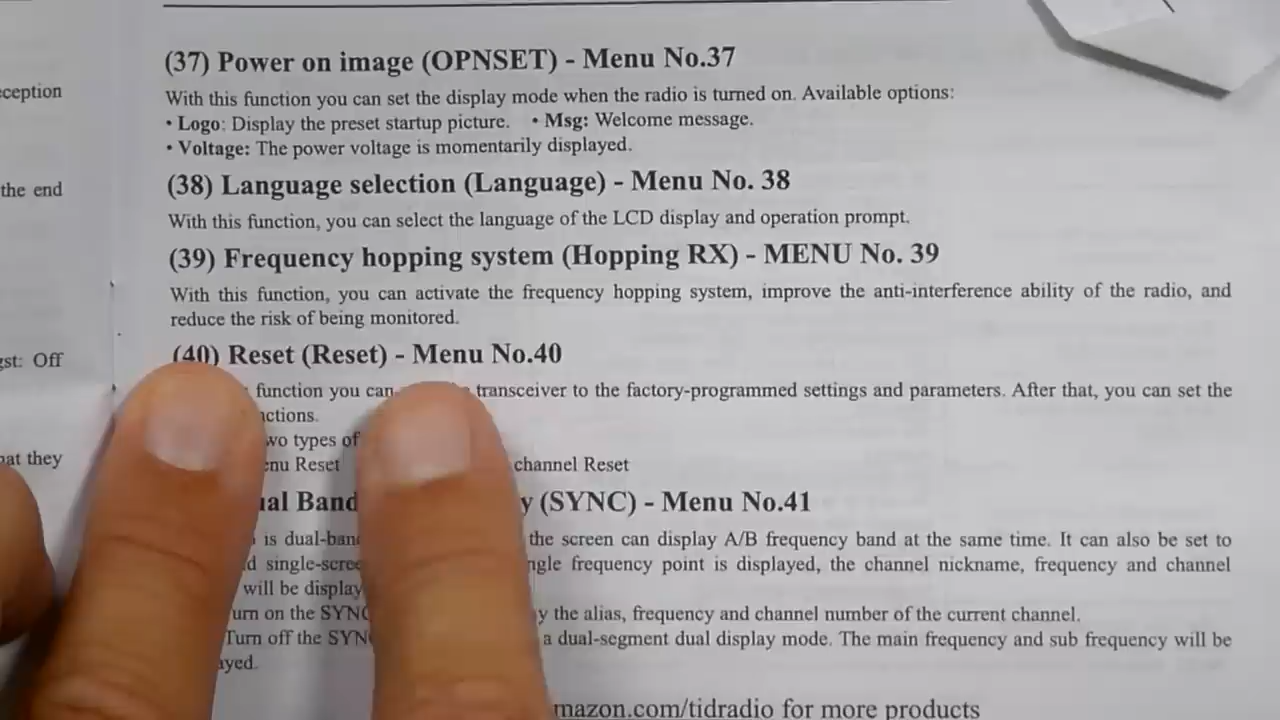 (37) Power on image (OPNSET) - Menu No.37
ception
With this function you can set the display mode when the radio is turned on. Available options:
• Logo: Display the preset startup picture. • Msg: Welcome message.
• Voltage: The power voltage is momentarily displayed.
the end
(38) Language selection (Language) - Menu No. 38
With this function, you can select the language of the LCD display and operation prompt.
(39) Frequency hopping system (Hopping RX) - MENU No. 39
With this function, you can activate the frequency hopping system, improve the anti-interference ability of the radio, and
reduce the risk of being monitored.
gst: Off
(40) Reset (Reset) - Menu No.40
function you can transceiver to the factory-programmed settings and parameters. After that, you can set the
nctions.
wo types of
hat they
enu Reset channel Reset
ual Band y (SYNC) - Menu No.41
is dual-ban the screen can display A/B frequency band at the same time. It can also be set to
d single-scree ngle frequency point is displayed, the channel nickname, frequency and channel
will be display
urn on the SYNC y the alias, frequency and channel number of the current channel.
Turn off the SYN a dual-segment dual display mode. The main frequency and sub frequency will be
ayed.
mazon.com/tidradio for more products